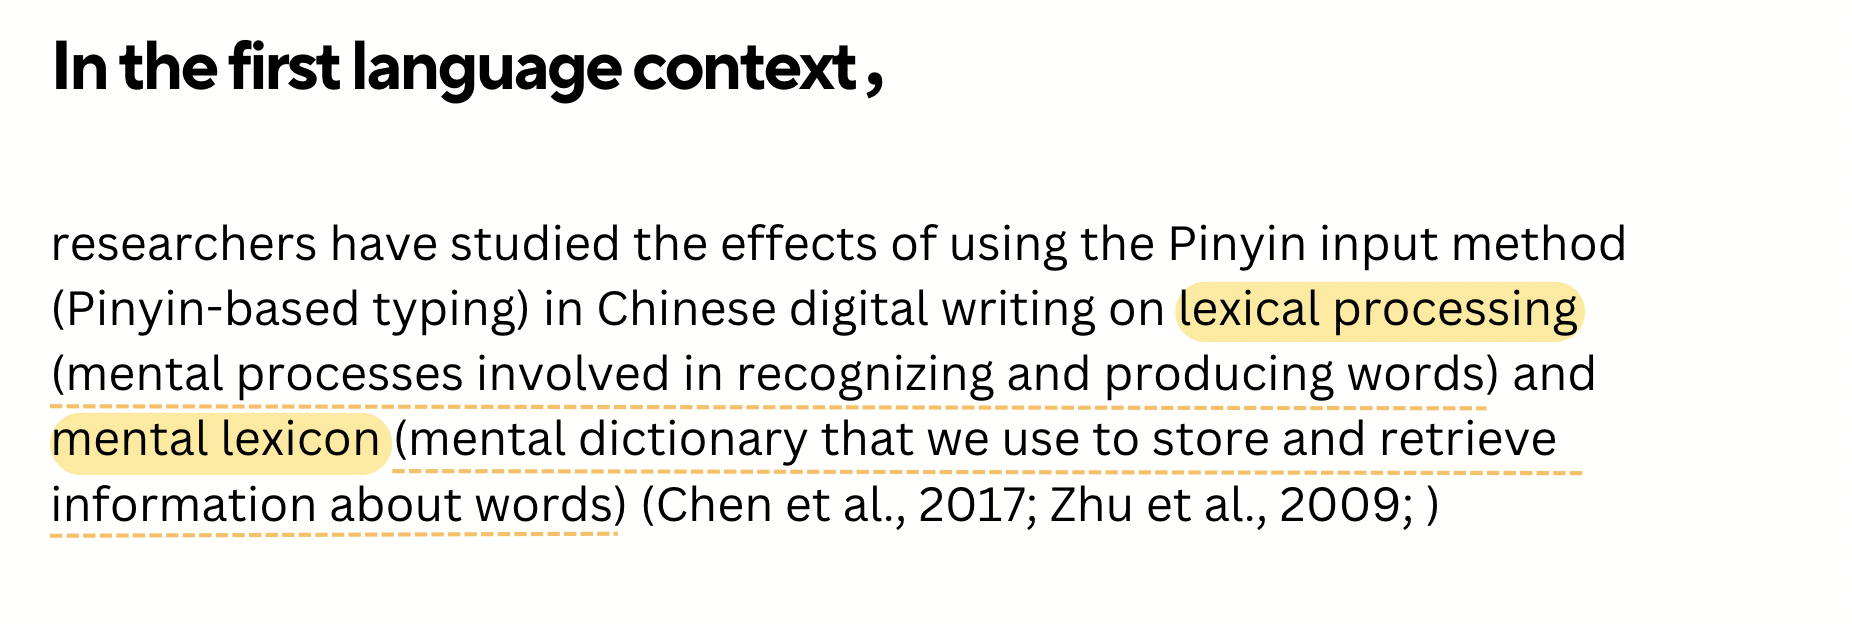 In the first language context,
researchers have studied the effects of using the Pinyin input method
(Pinyin-based typing) in Chinese digital writing on lexical processing
(mental processes involved in recognizing and producing words) and
mental lexicon (mental dictionary that we use to store and retrieve
information about words) (Chen et al., 2017; Zhu et al., 2009; )